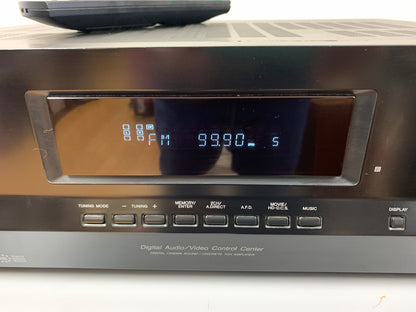 FM 99.90 S
TUNING MODE
− TUNING +
MEMORY/
ENTER
2CH/
A.DIRECT
A.F.D.
MOVIE/
HD-D.C.S.
MUSIC
DISPLAY
Digital Audio/Video Control Center